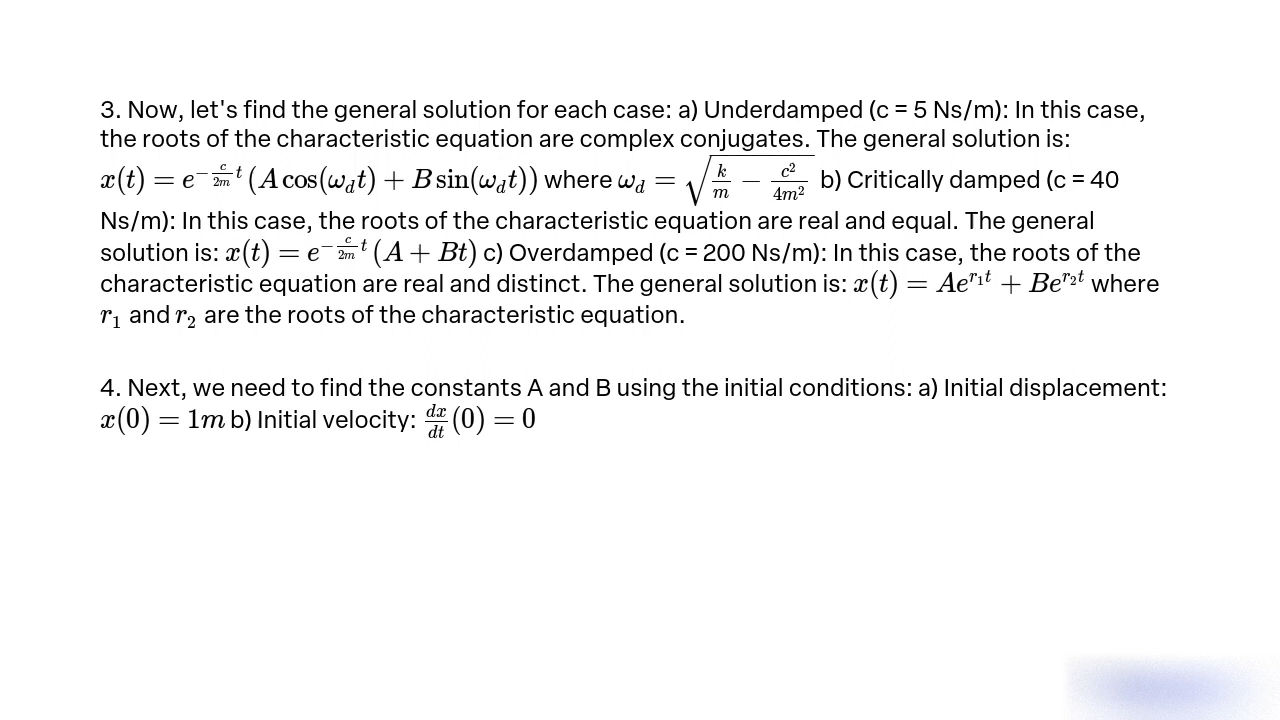 3. Now, let's find the general solution for each case: a) Underdamped (c = 5 Ns/m): In this case,
the roots of the characteristic equation are complex conjugates. The general solution is:
$x(t) = e^{-\frac{c}{2m}t}(A\cos(\omega_d t) + B\sin(\omega_d t))$ where $\omega_d = \sqrt{\frac{k}{m} - \frac{c^2}{4m^2}}$ b) Critically damped (c = 40
Ns/m): In this case, the roots of the characteristic equation are real and equal. The general
solution is: $x(t) = e^{-\frac{c}{2m}t}(A + Bt)$ c) Overdamped (c = 200 Ns/m): In this case, the roots of the
characteristic equation are real and distinct. The general solution is: $x(t) = Ae^{r_1 t} + Be^{r_2 t}$ where
$r_1$ and $r_2$ are the roots of the characteristic equation.
4. Next, we need to find the constants A and B using the initial conditions: a) Initial displacement:
$x(0) = 1m$ b) Initial velocity: $\frac{dx}{dt}(0) = 0$